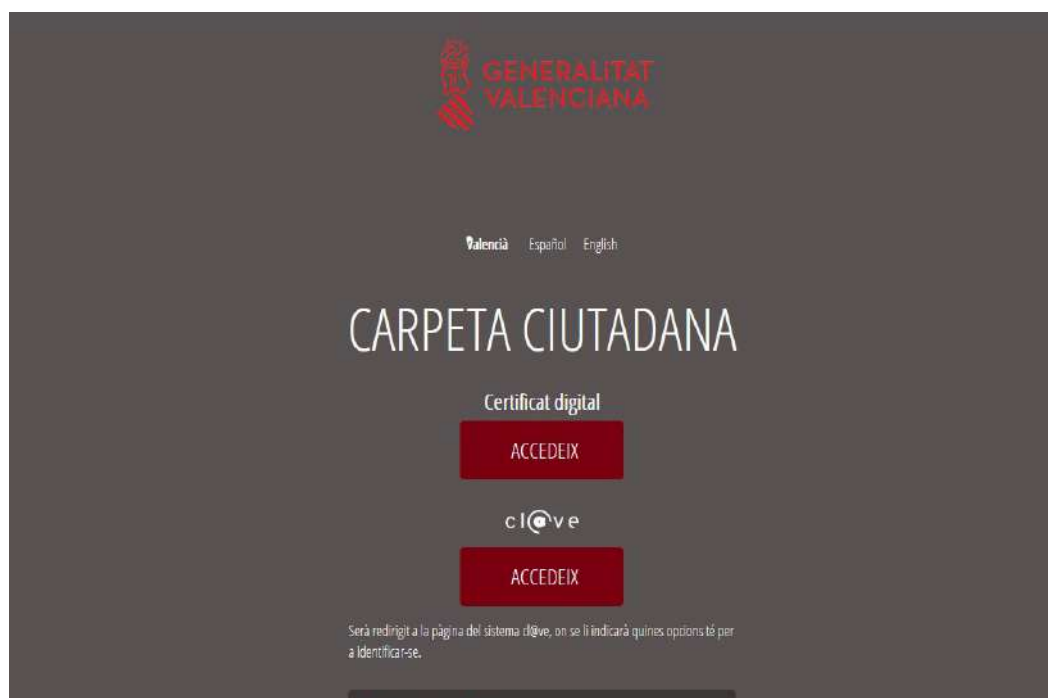 GENERALITAT
VALENCIANA
Valencià Español English
CARPETA CIUTADANA
Certificat digital
ACCEDEIX
cl@ve
ACCEDEIX
Serà redirigit a la pàgina del sistema cl@ve, on se li indicarà quines opcions té per
a identificar-se.